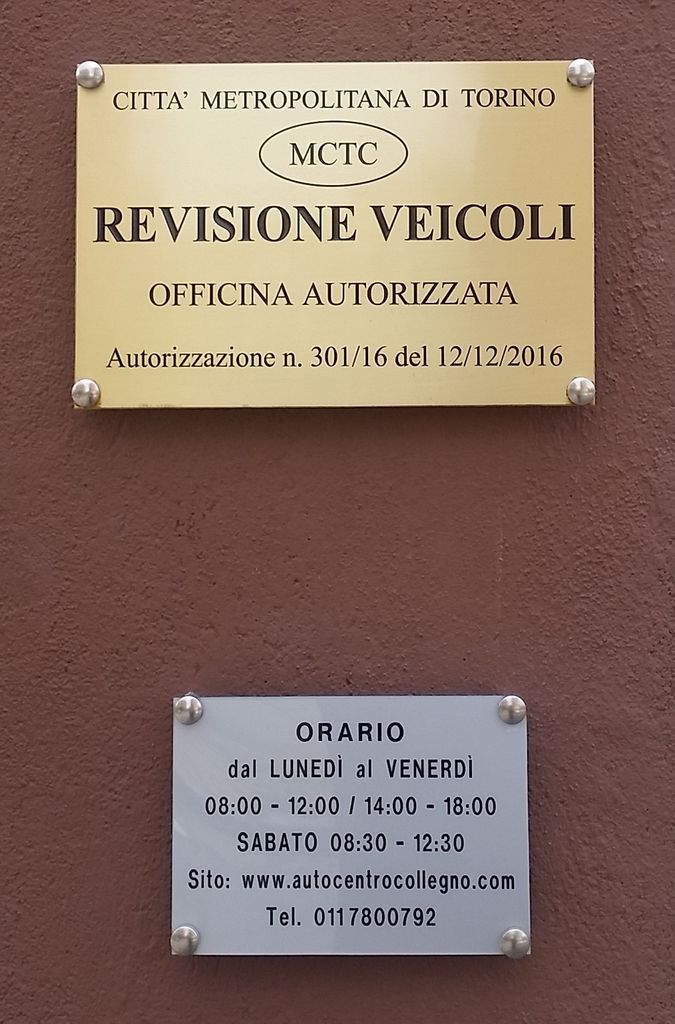 CITTA' METROPOLITANA DI TORINO
MCTC
REVISIONE VEICOLI
OFFICINA AUTORIZZATA
Autorizzazione n. 301/16 del 12/12/2016
ORARIO
dal LUNEDÌ al VENERDÌ
08:00 - 12:00 / 14:00 - 18:00
SABATO 08:30 - 12:30
Sito: www.autocentrocollegno.com
Tel. 0117800792